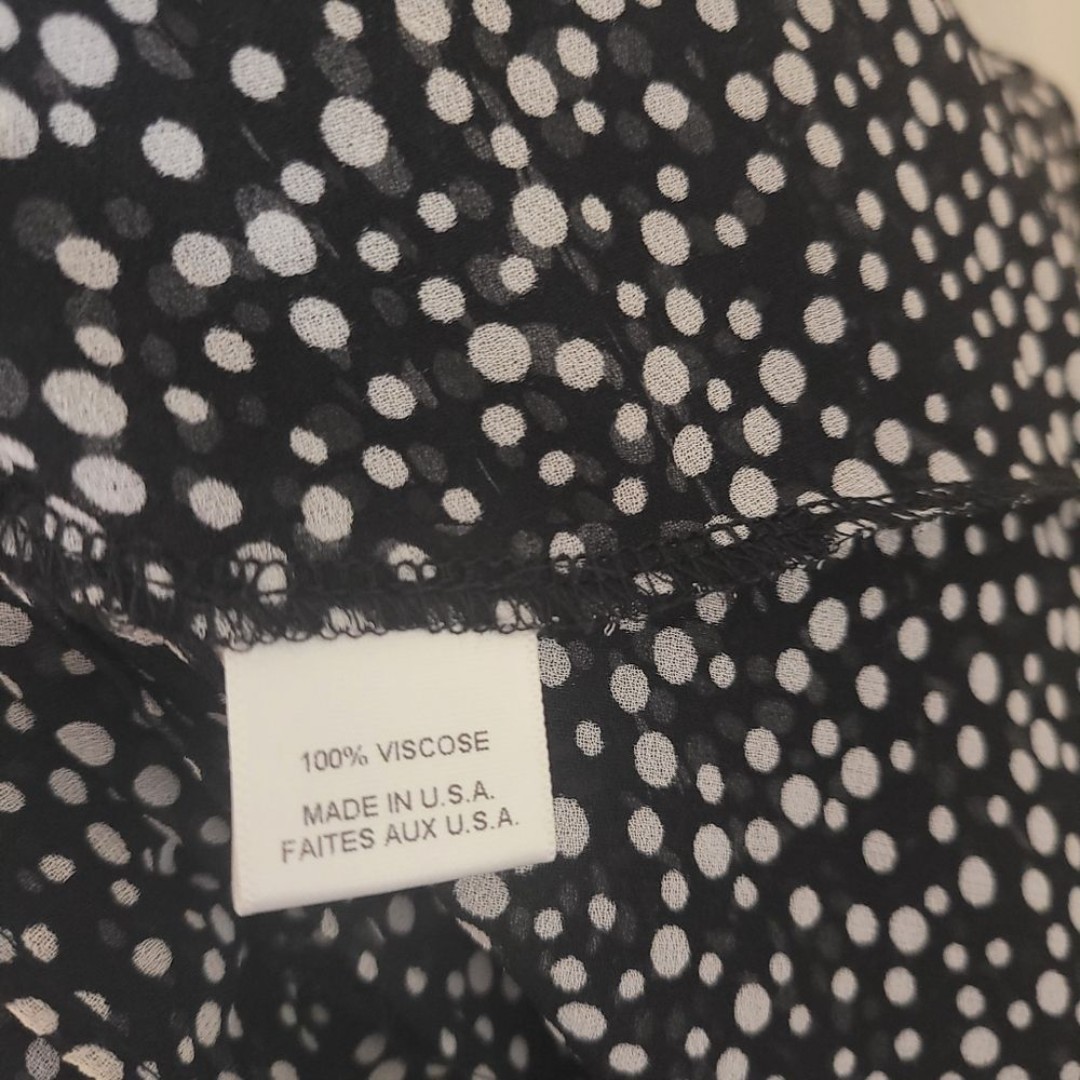 100% VISCOSE
MADE IN U.S.A.
FAITES AUX U.S.A.